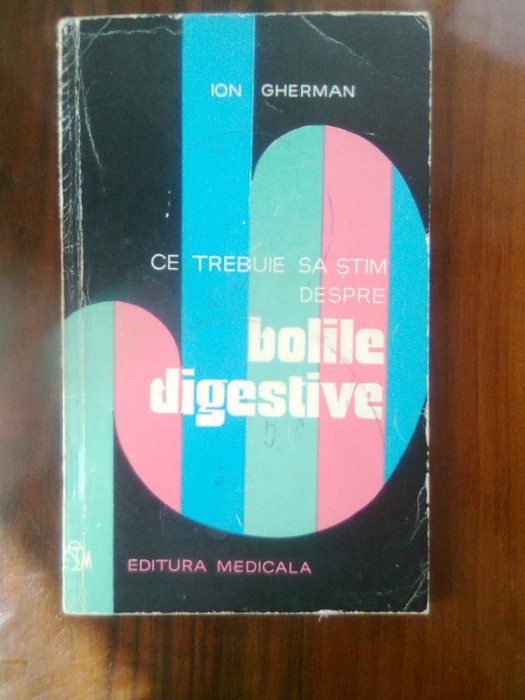 ION GHERMAN
CE TREBUIE SA ȘTIM
DESPRE
bolile
digestive
EDITURA MEDICALA